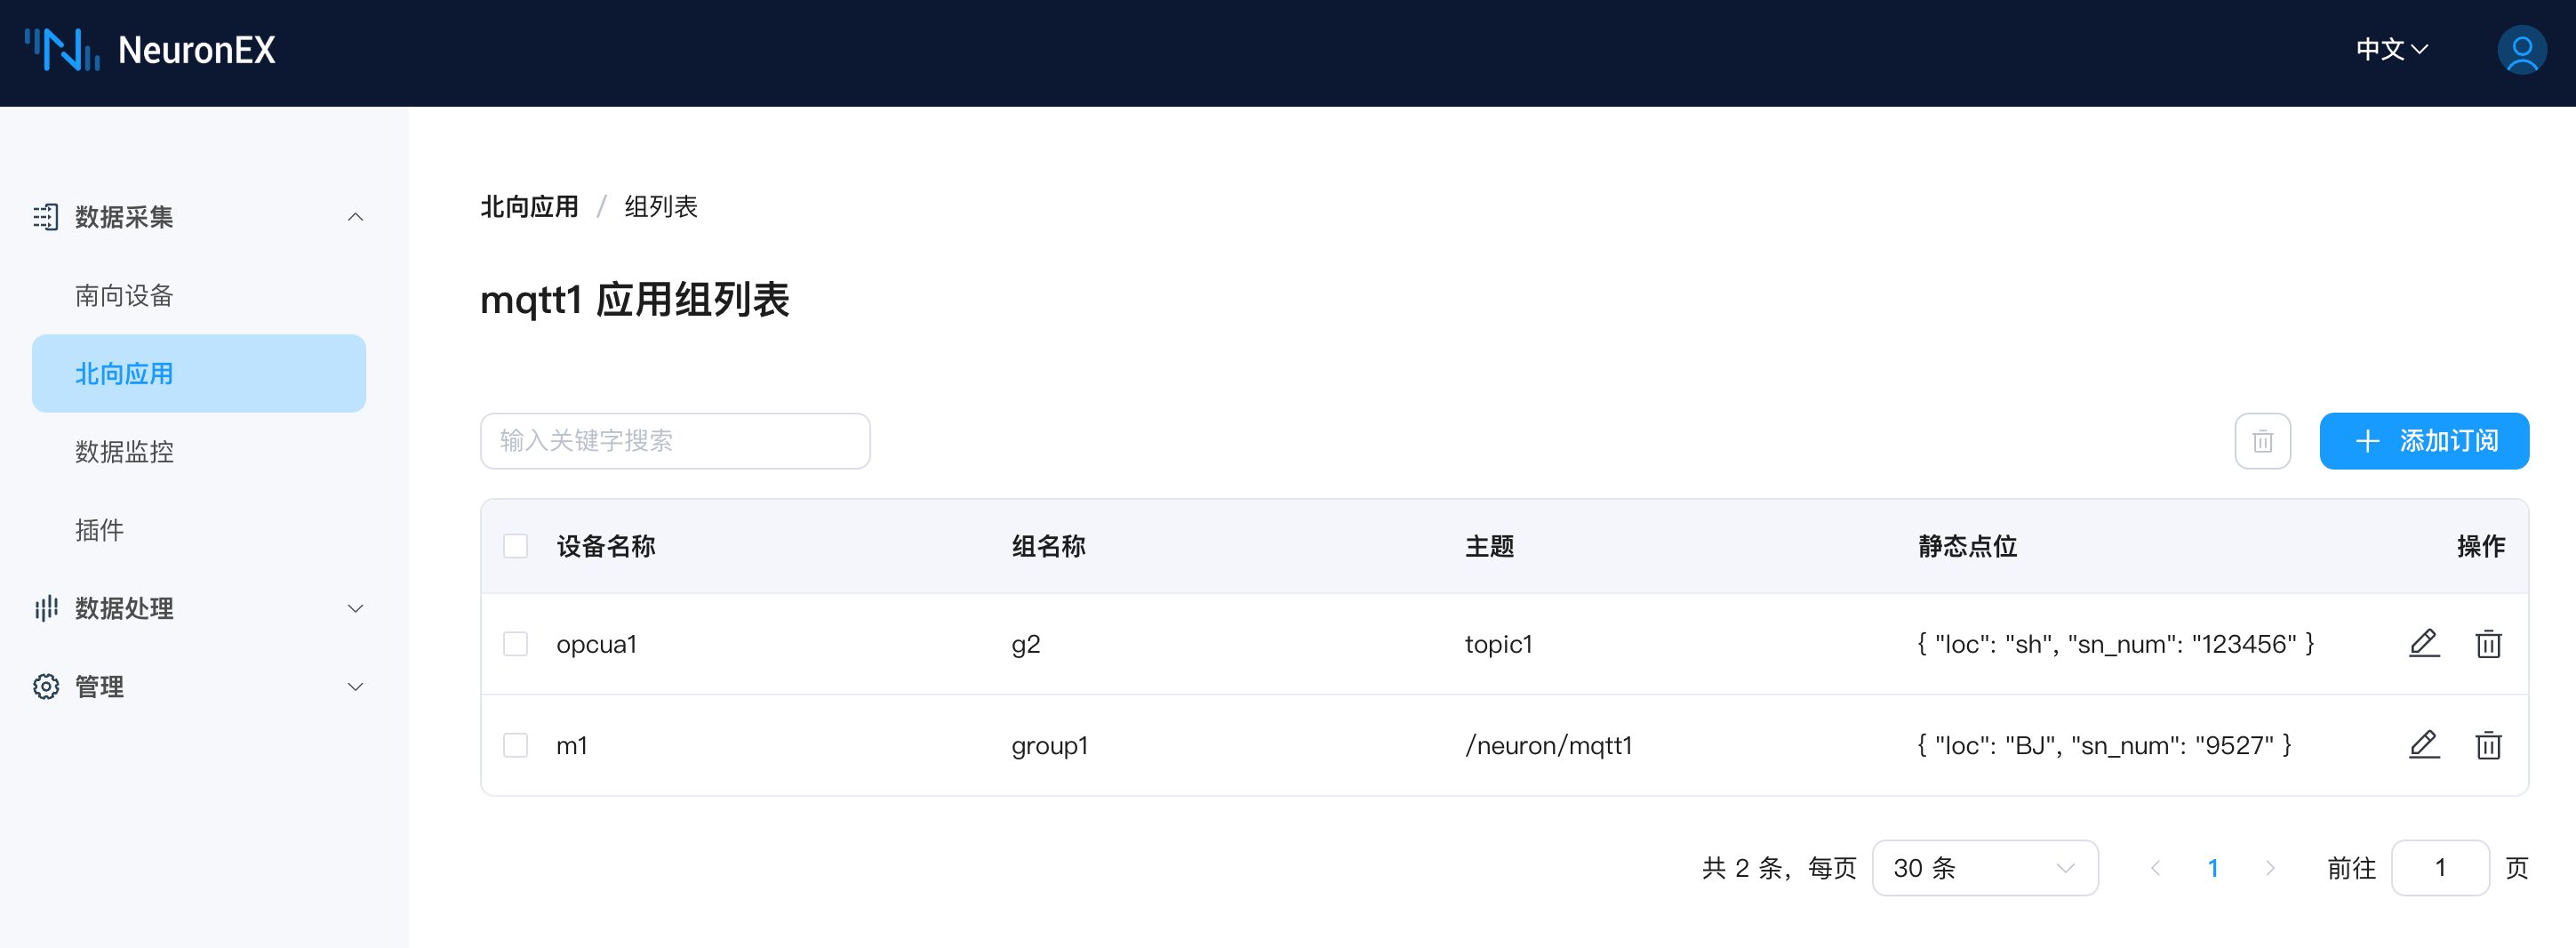 NeuronEX
中文
数据采集
南向设备
北向应用
数据监控
插件
数据处理
管理
北向应用 / 组列表
mqtt1 应用组列表
输入关键字搜索
添加订阅
设备名称 组名称 主题 静态点位 操作
opcua1 g2 topic1 { "loc": "sh", "sn_num": "123456" }
m1 group1 /neuron/mqtt1 { "loc": "BJ", "sn_num": "9527" }
共 2 条，每页 30 条 1 前往 1 页